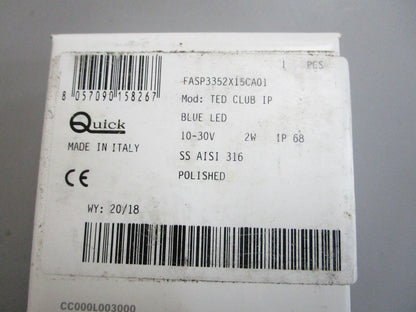 1 PCS
FASP3352X15CA01
8 057090 158267
Mod: TED CLUB IP
Quick
BLUE LED
10-30V 2W IP 68
MADE IN ITALY
SS AISI 316
CE
POLISHED
WY: 20/18
CC000L003000